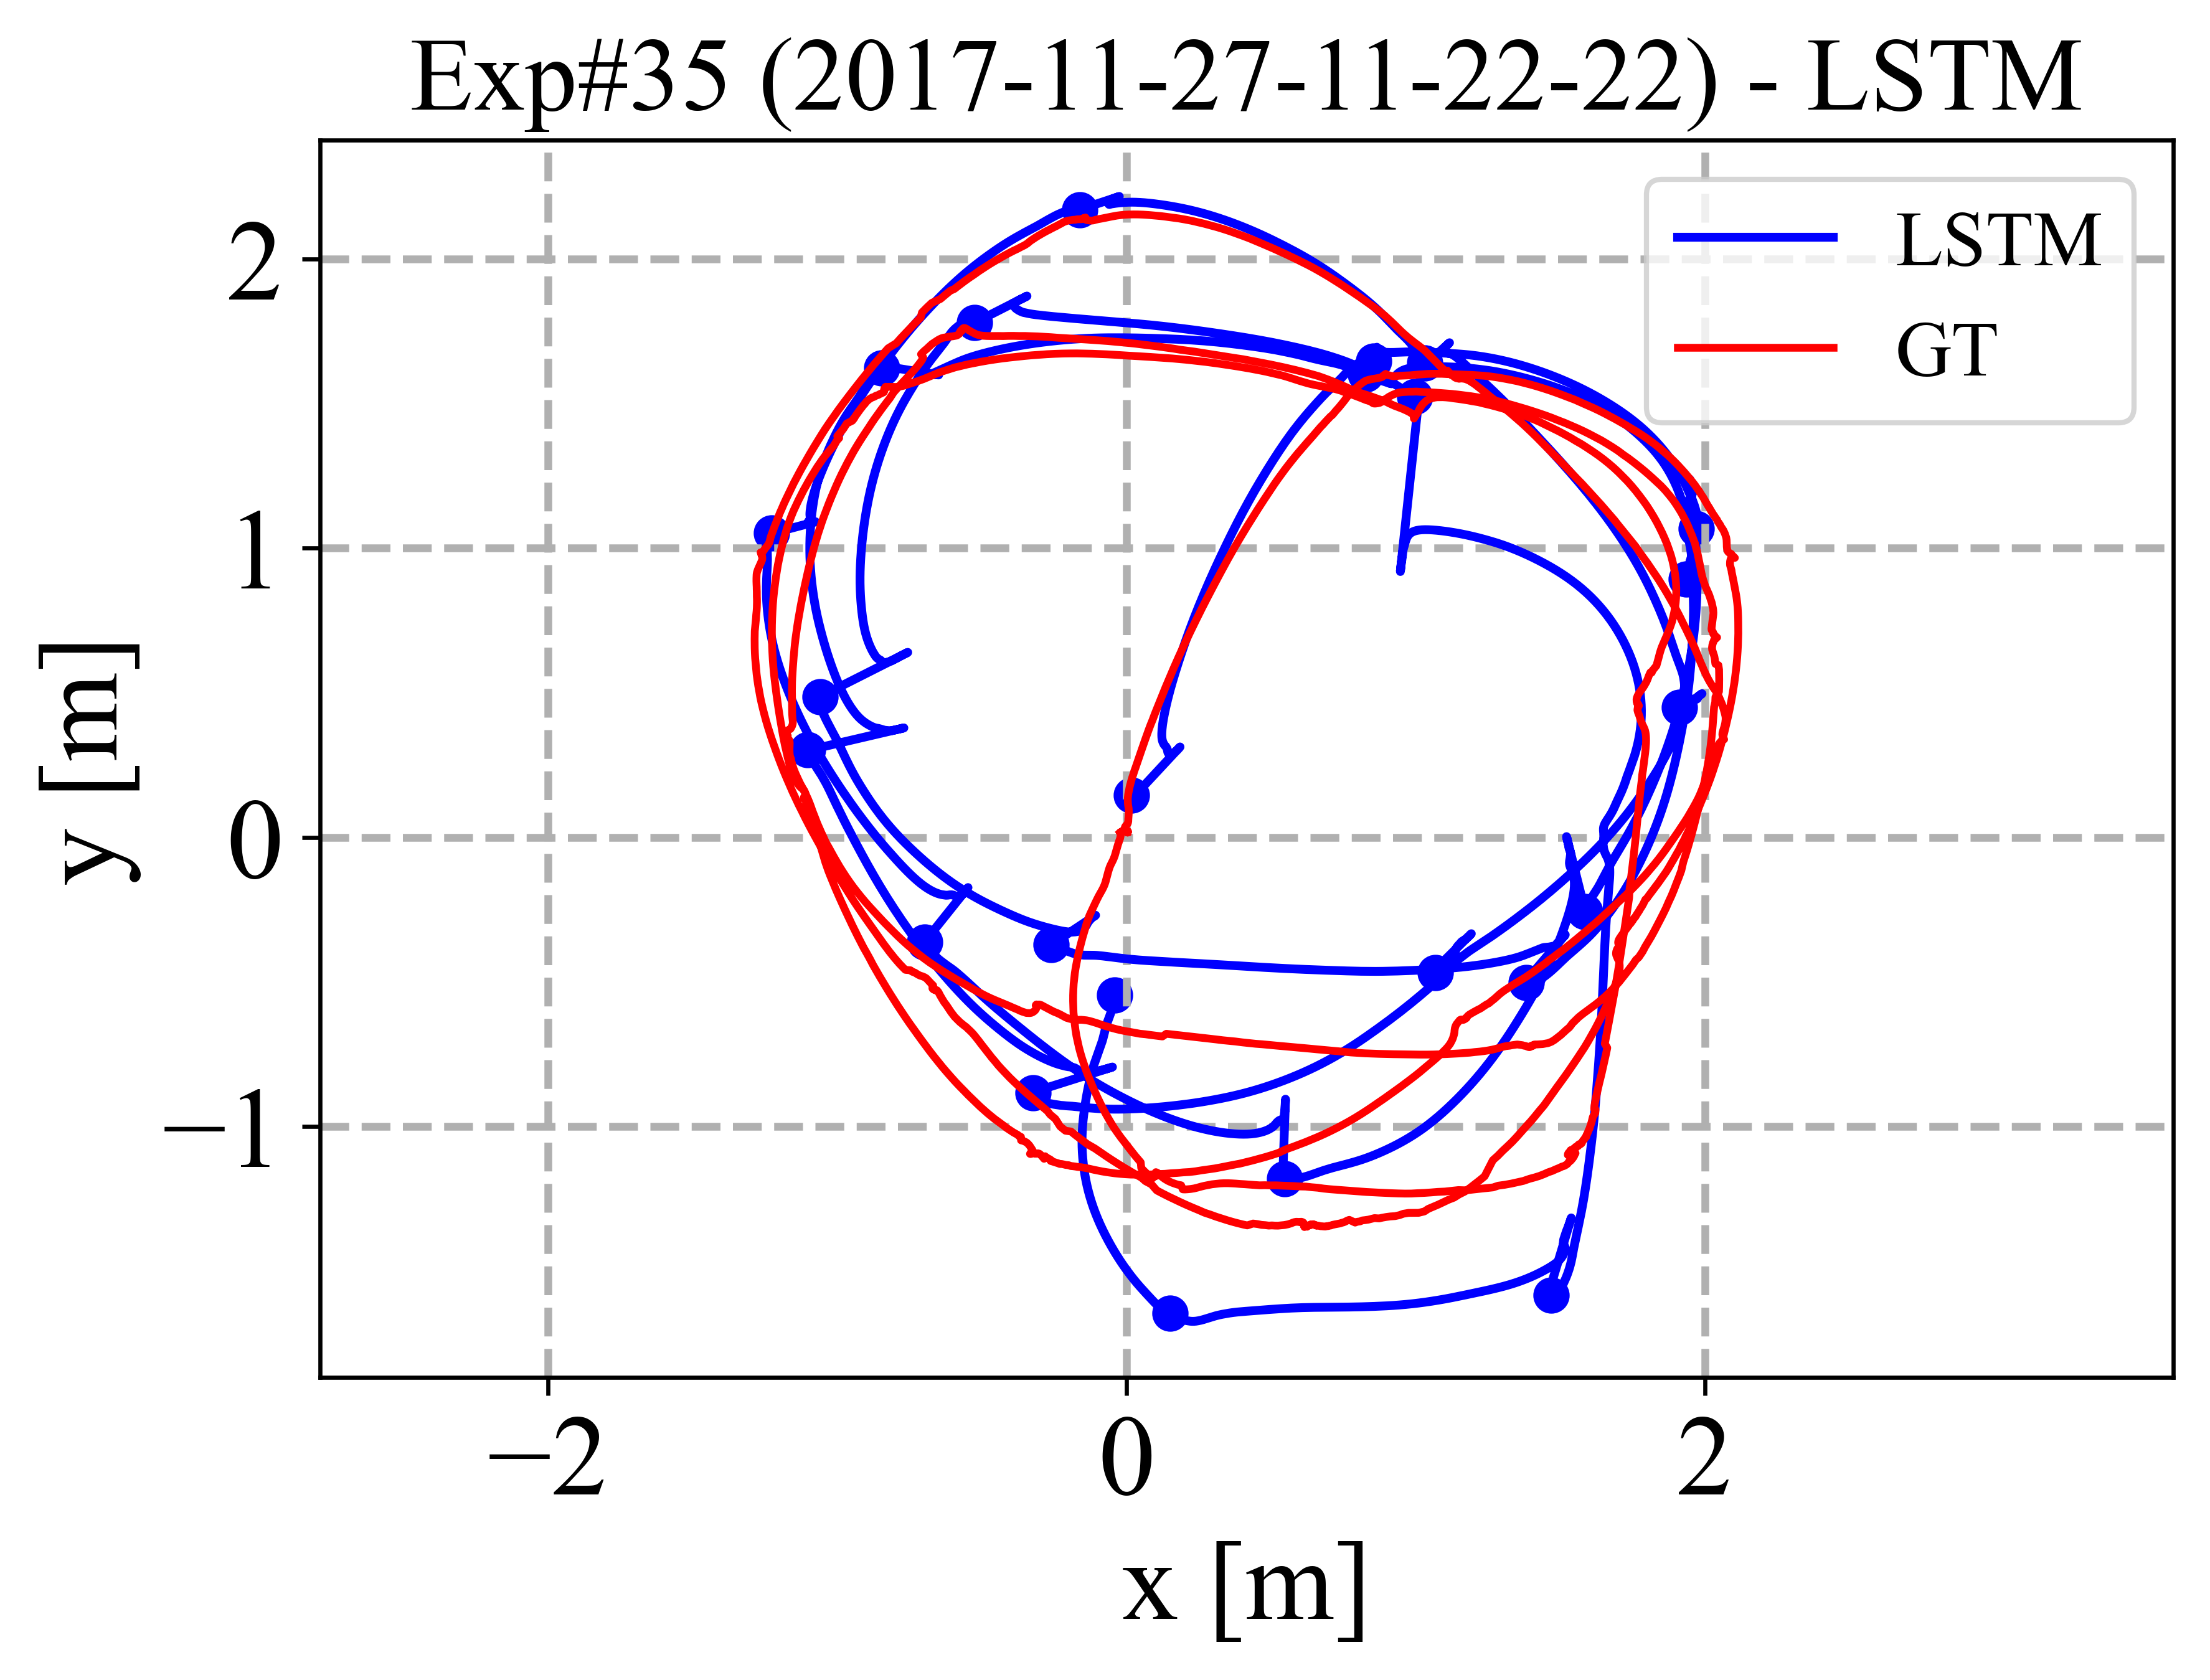 Exp#35 (2017-11-27-11-22-22) - LSTM
LSTM
GT
2
1
0
−1
y [m]
−2
0
2
x [m]